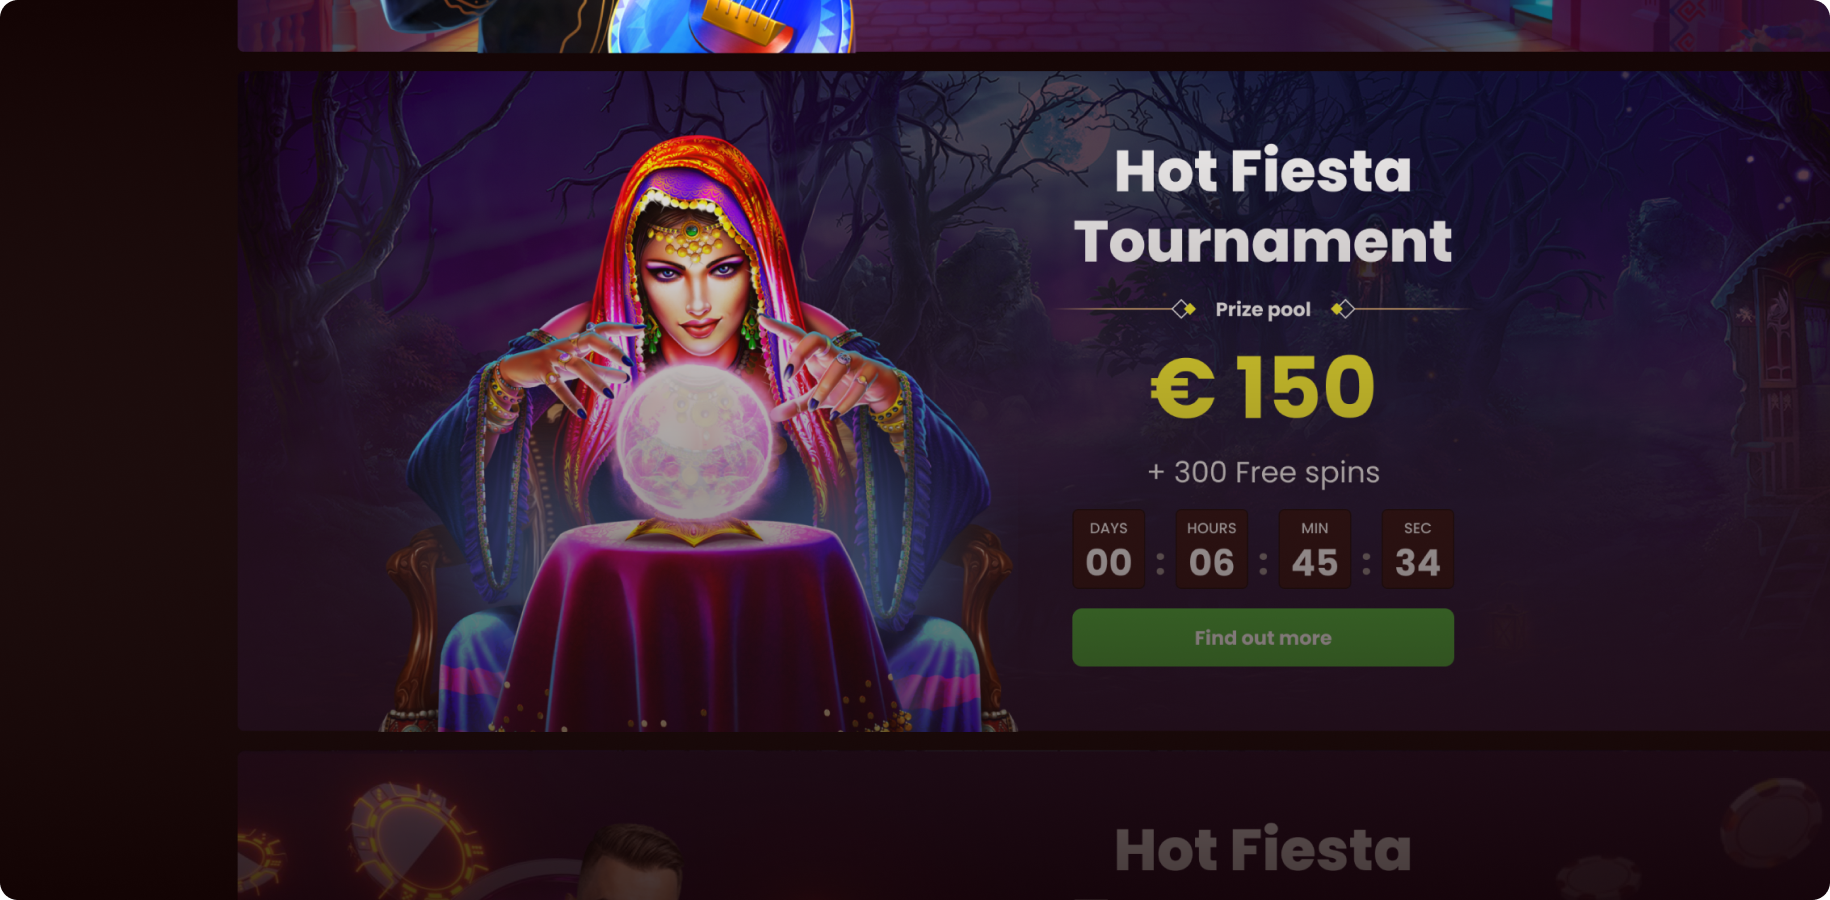 Hot Fiesta
Tournament
Prize pool
€ 150
+ 300 Free spins
DAYS HOURS MIN SEC
00 : 06 : 45 : 34
Find out more
Hot Fiesta